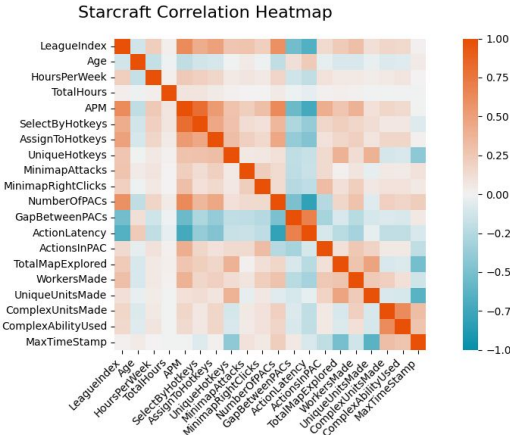 Starcraft Correlation Heatmap
LeagueIndex
Age
HoursPerWeek
TotalHours
APM
SelectByHotkeys
AssignToHotkeys
UniqueHotkeys
MinimapAttacks
MinimapRightClicks
NumberOfPACs
GapBetweenPACs
ActionLatency
ActionsInPAC
TotalMapExplored
WorkersMade
UniqueUnitsMade
ComplexUnitsMade
ComplexAbilityUsed
MaxTimeStamp
LeagueIndex
Age
HoursPerWeek
TotalHours
APM
SelectByHotkeys
AssignToHotkeys
UniqueHotkeys
MinimapAttacks
MinimapRightClicks
NumberOfPACs
GapBetweenPACs
ActionLatency
ActionsInPAC
TotalMapExplored
WorkersMade
UniqueUnitsMade
ComplexUnitsMade
ComplexAbilityUsed
MaxTimeStamp
1.00
0.75
0.50
0.25
0.00
−0.25
−0.50
−0.75
−1.00